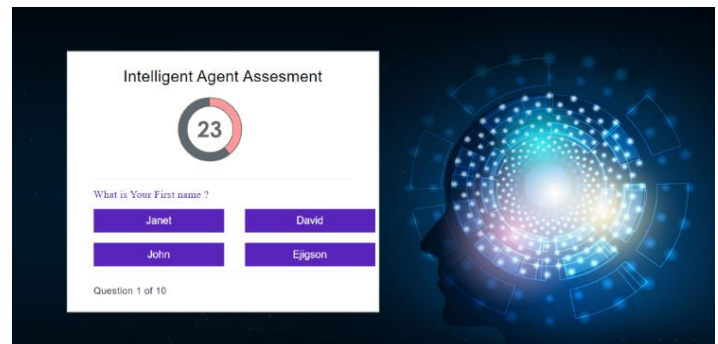 Intelligent Agent Assesment
23
What is Your First name ?
Janet
David
John
Ejigson
Question 1 of 10